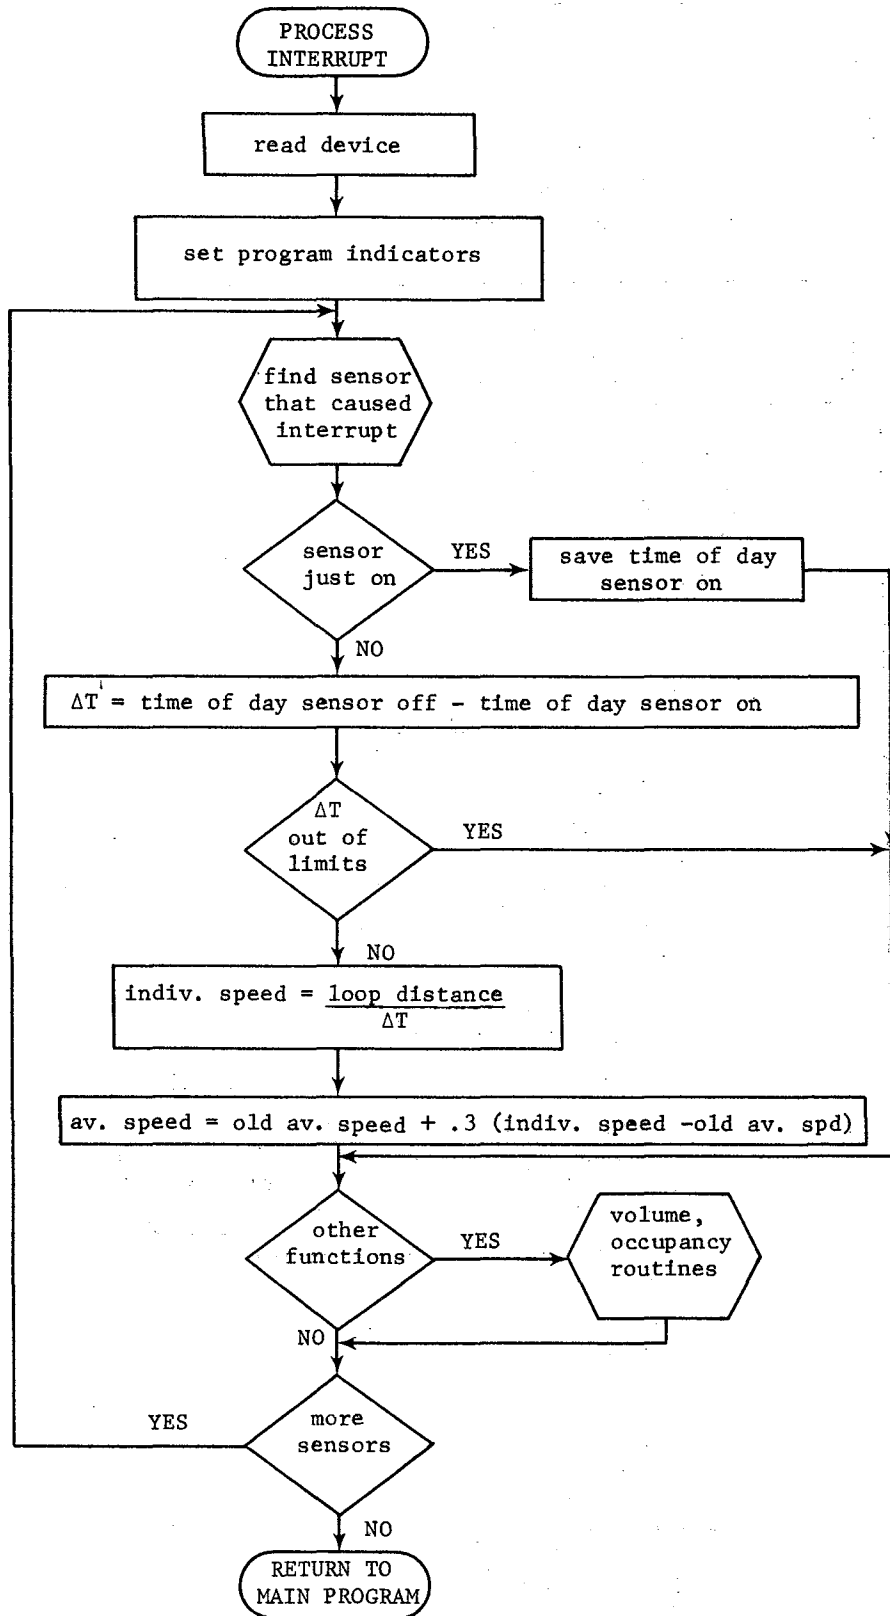 PROCESS
INTERRUPT
read device
set program indicators
find sensor
that caused
interrupt
sensor
just on
YES
save time of day
sensor on
NO
ΔT = time of day sensor off - time of day sensor on
ΔT
out of
limits
YES
NO
indiv. speed = loop distance
ΔT
av. speed = old av. speed + .3 (indiv. speed -old av. spd)
other
functions
YES
volume,
occupancy
routines
NO
more
sensors
YES
NO
RETURN TO
MAIN PROGRAM